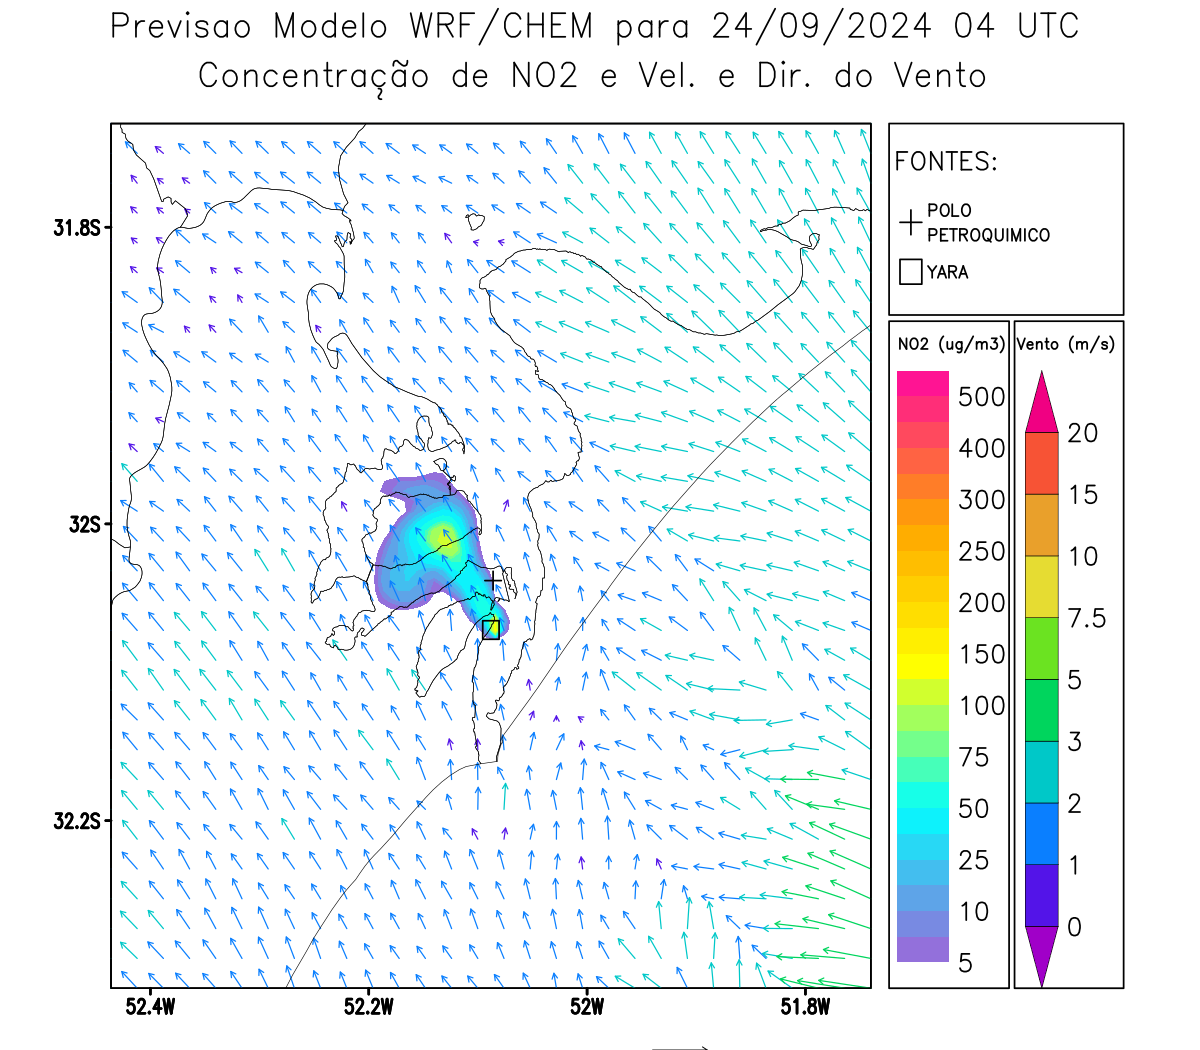 Previsao Modelo WRF/CHEM para 24/09/2024 04 UTC
Concentração de NO2 e Vel. e Dir. do Vento
FONTES:
POLO
PETROQUIMICO
YARA
NO2 (ug/m3)
500
400
300
250
200
150
100
75
50
25
10
5
Vento (m/s)
20
15
10
7.5
5
3
2
1
0
31.8S
32S
32.2S
52.4W
52.2W
52W
51.8W